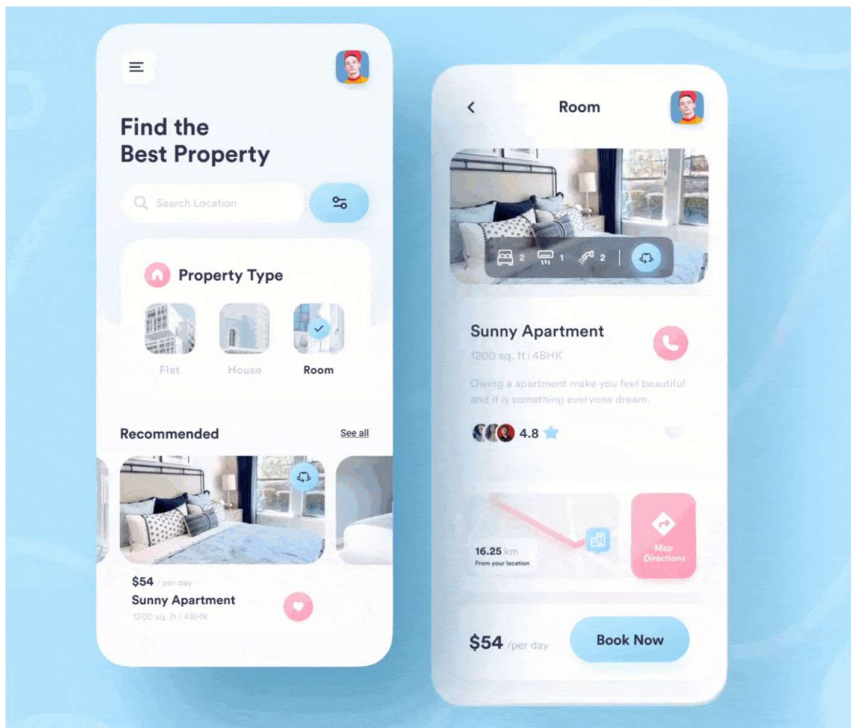 Find the
Best Property
Search Location
Property Type
Flat
House
Room
Recommended
See all
$54 / per day
Sunny Apartment
1200 sq. ft | 4BHK
Room
2
1
2
Sunny Apartment
1200 sq. ft | 4BHK
Owing a apartment make you feel beautiful
and it is something everyone dream.
4.8
16.25 km
From your location
Map
Directions
$54 /per day
Book Now